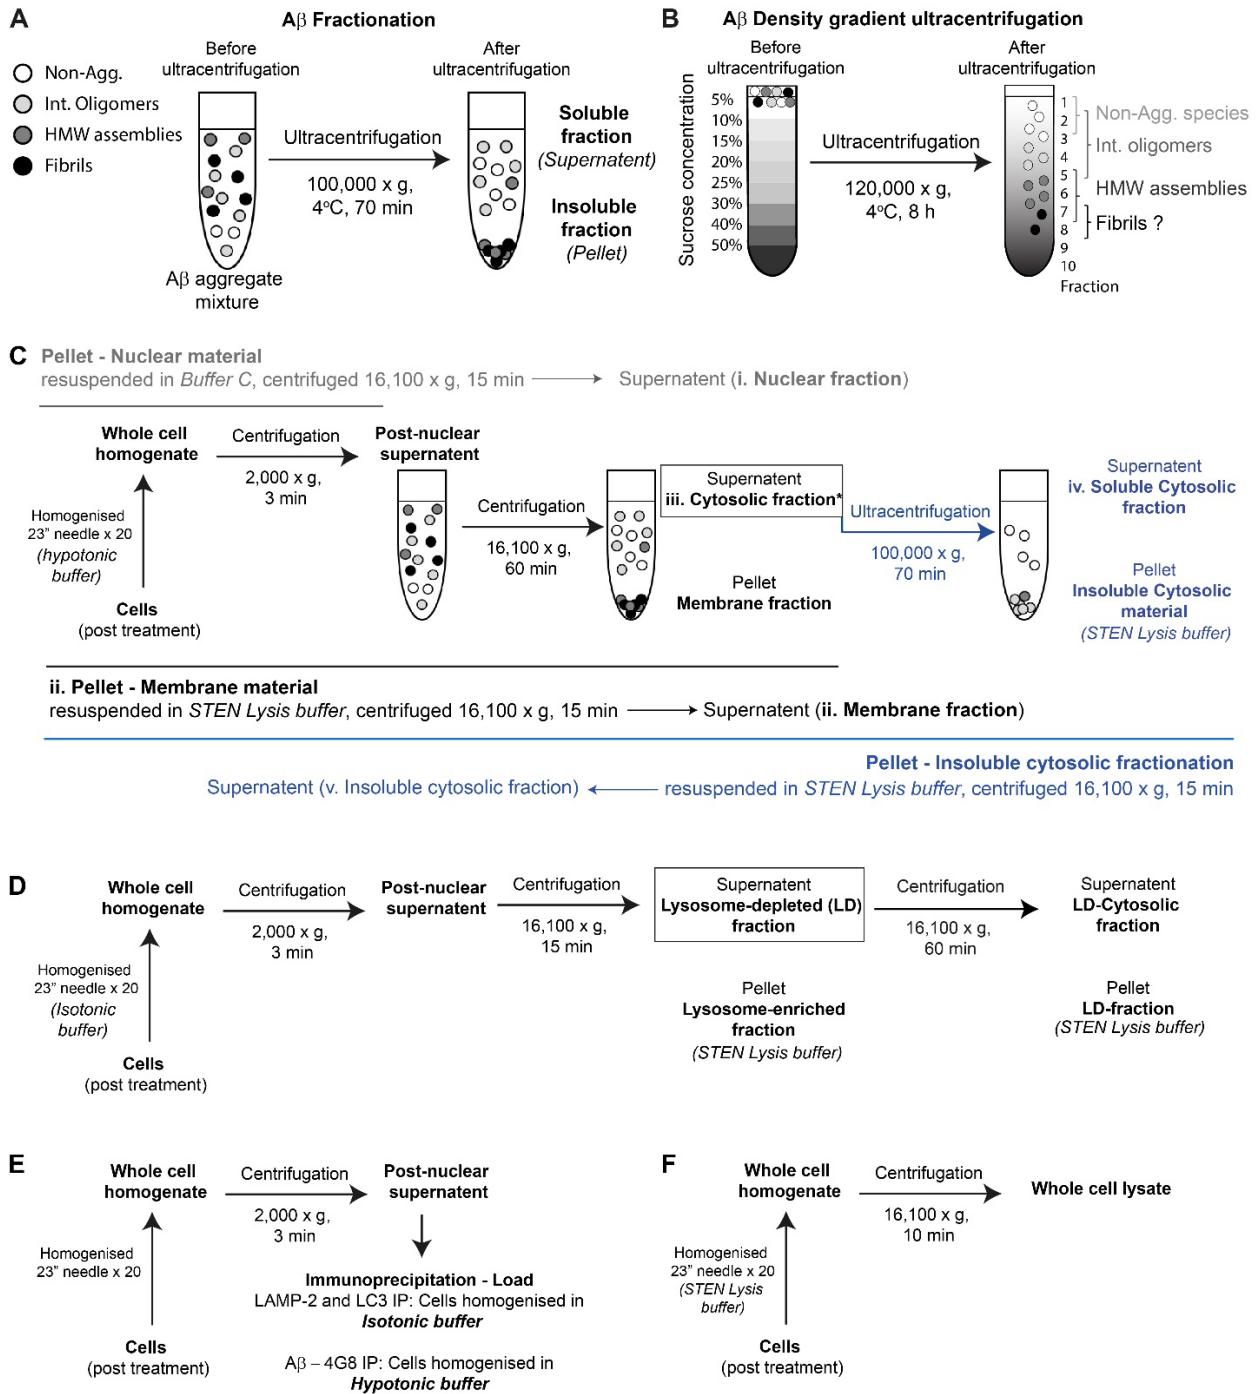 A
Aβ Fractionation
Before
ultracentrifugation
After
ultracentrifugation
Non-Agg.
Int. Oligomers
HMW assemblies
Fibrils
Ultracentrifugation
100,000 x g,
4°C, 70 min
Soluble
fraction
(Supernatent)
Insoluble
fraction
(Pellet)
Aβ aggregate
mixture
B
Aβ Density gradient ultracentrifugation
Before
ultracentrifugation
After
ultracentrifugation
Sucrose concentration
5%
10%
15%
20%
25%
30%
40%
50%
Ultracentrifugation
120,000 x g,
4°C, 8 h
1
2
3
4
5
6
7
8
9
10
Fraction
Non-Agg. species
Int. oligomers
HMW assemblies
Fibrils ?
C
Pellet - Nuclear material
resuspended in Buffer C, centrifuged 16,100 x g, 15 min
Supernatent (i. Nuclear fraction)
Whole cell
homogenate
Centrifugation
2,000 x g,
3 min
Post-nuclear
supernatent
Homogenised
23" needle x 20
(hypotonic
buffer)
Cells
(post treatment)
Centrifugation
16,100 x g,
60 min
Supernatent
iii. Cytosolic fraction*
Pellet
Membrane fraction
Ultracentrifugation
100,000 x g,
70 min
Supernatent
iv. Soluble Cytosolic
fraction
Pellet
Insoluble Cytosolic
material
(STEN Lysis buffer)
ii. Pellet - Membrane material
resuspended in STEN Lysis buffer, centrifuged 16,100 x g, 15 min
Supernatent (ii. Membrane fraction)
Pellet - Insoluble cytosolic fractionation
Supernatent (v. Insoluble cytosolic fraction)
resuspended in STEN Lysis buffer, centrifuged 16,100 x g, 15 min
D
Whole cell
homogenate
Centrifugation
2,000 x g,
3 min
Post-nuclear
supernatent
Centrifugation
16,100 x g,
15 min
Supernatent
Lysosome-depleted (LD)
fraction
Centrifugation
16,100 x g,
60 min
Supernatent
LD-Cytosolic
fraction
Homogenised
23" needle x 20
(Isotonic
buffer)
Cells
(post treatment)
Pellet
Lysosome-enriched
fraction
(STEN Lysis buffer)
Pellet
LD-fraction
(STEN Lysis buffer)
E
Whole cell
homogenate
Centrifugation
2,000 x g,
3 min
Post-nuclear
supernatent
Homogenised
23" needle x 20
Cells
(post treatment)
Immunoprecipitation - Load
LAMP-2 and LC3 IP: Cells homogenised in
Isotonic buffer
Aβ – 4G8 IP: Cells homogenised in
Hypotonic buffer
F
Whole cell
homogenate
Centrifugation
16,100 x g,
10 min
Whole cell lysate
Homogenised
23" needle x 20
(STEN Lysis
buffer)
Cells
(post treatment)